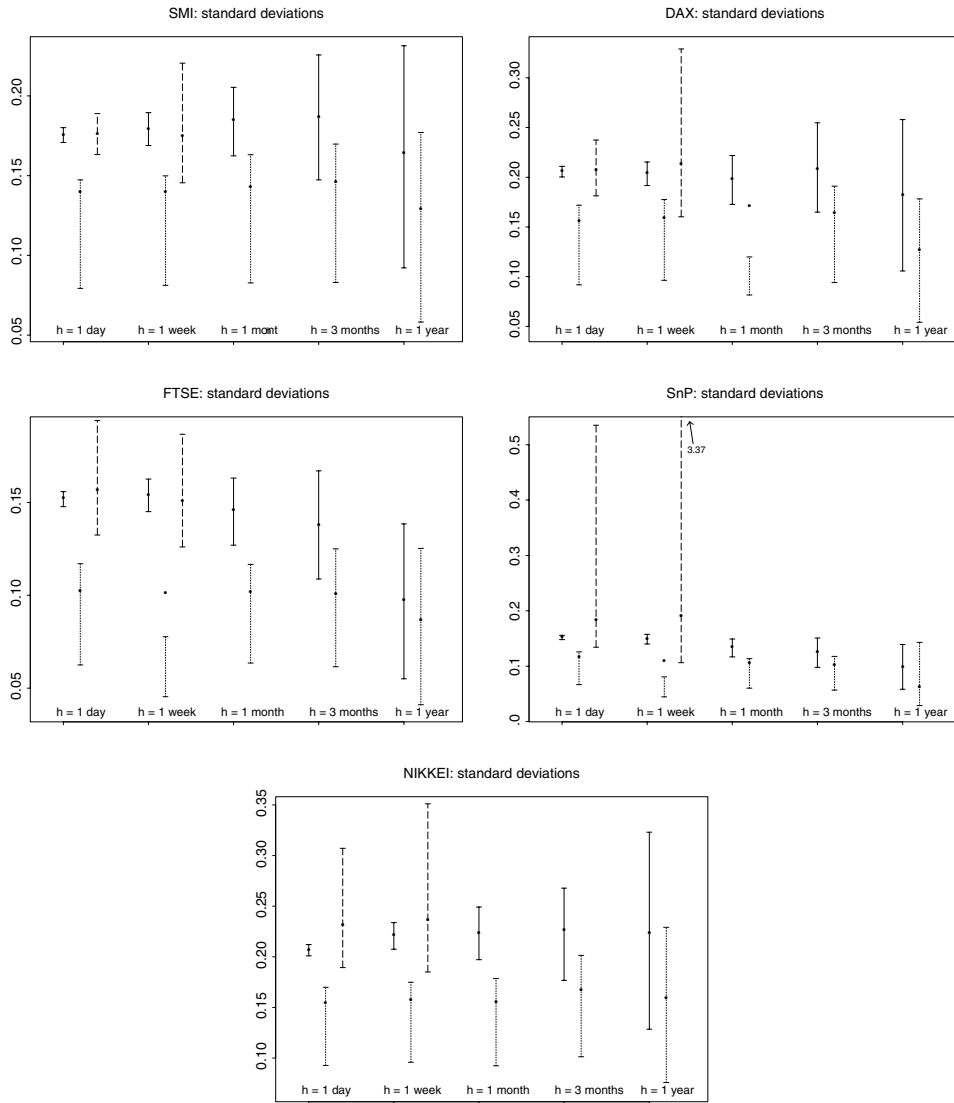 SMI: standard deviations
0.20
0.15
0.10
0.05
h = 1 day
h = 1 week
h = 1 mont
h = 3 months
h = 1 year
DAX: standard deviations
0.30
0.25
0.20
0.15
0.10
0.05
h = 1 day
h = 1 week
h = 1 month
h = 3 months
h = 1 year
FTSE: standard deviations
0.15
0.10
0.05
h = 1 day
h = 1 week
h = 1 month
h = 3 months
h = 1 year
SnP: standard deviations
3.37
0.5
0.4
0.3
0.2
0.1
.0
h = 1 day
h = 1 week
h = 1 month
h = 3 months
h = 1 year
NIKKEI: standard deviations
0.35
0.30
0.25
0.20
0.15
0.10
h = 1 day
h = 1 week
h = 1 month
h = 3 months
h = 1 year